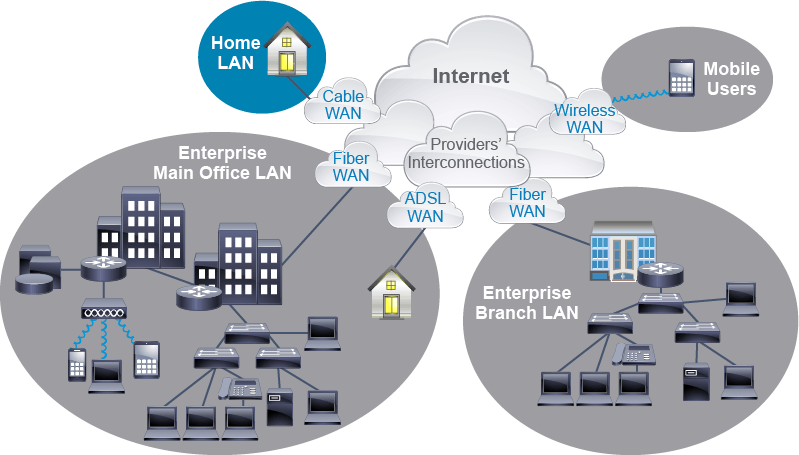 Home
LAN
Internet
Mobile
Users
Cable
WAN
Wireless
WAN
Providers'
Interconnections
Enterprise
Main Office LAN
Fiber
WAN
ADSL
WAN
Fiber
WAN
Enterprise
Branch LAN